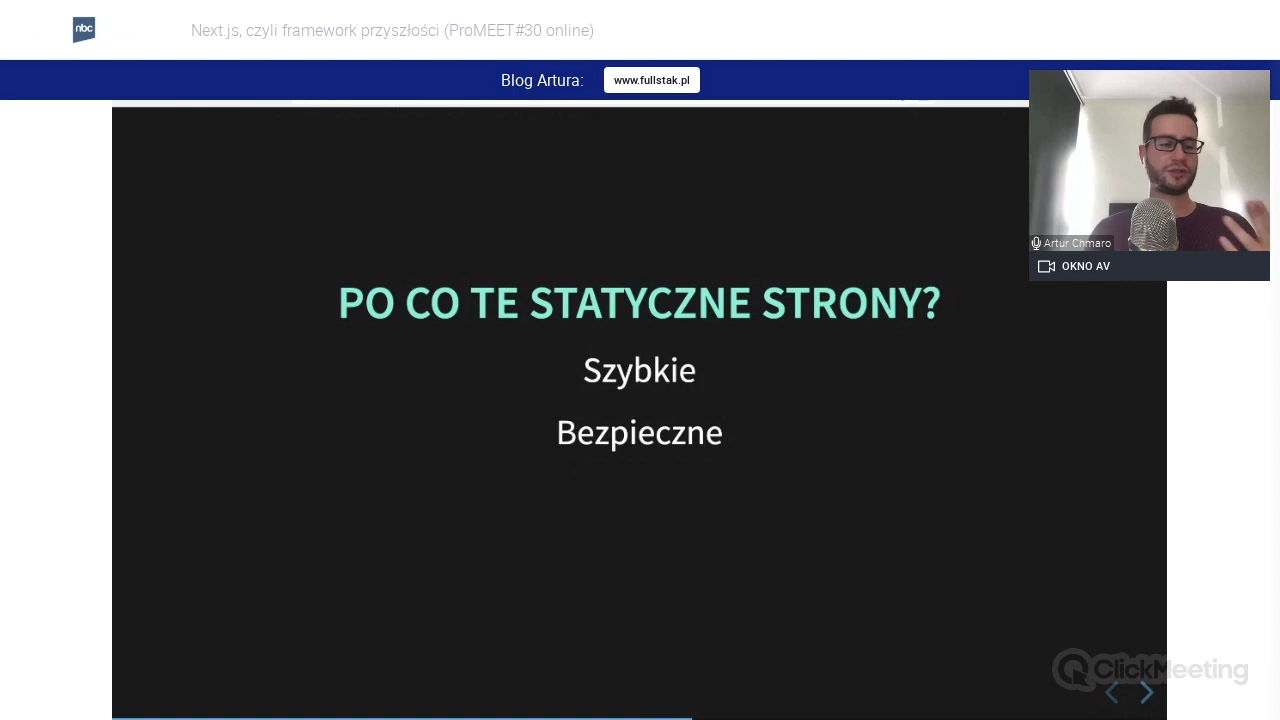 nbc
Next.js, czyli framework przyszłości (ProMEET#30 online)
Blog Artura:
www.fullstak.pl
Artur Chmaro
OKNO AV
PO CO TE STATYCZNE STRONY?
Szybkie
Bezpieczne
ClickMeeting